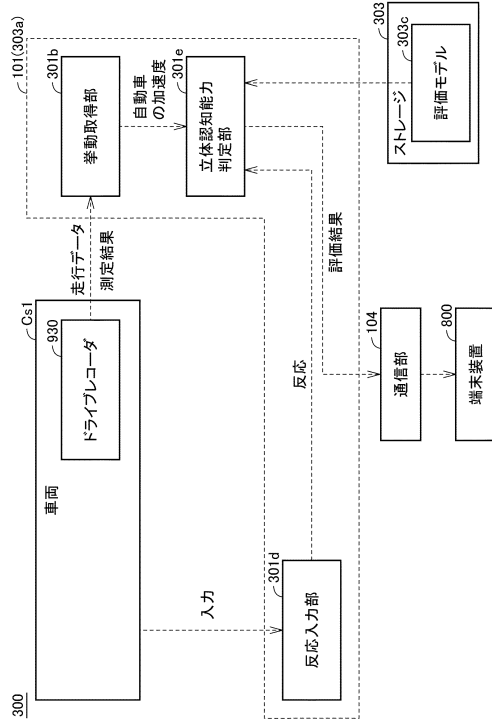 300
Cs1
車両
930
ドライブレコーダ
走行データ
測定結果
101(303a)
301b
挙動取得部
自動車
の加速度
301e
立体認知能力
判定部
303
ストレージ
303c
評価モデル
入力
301d
反応入力部
反応
評価結果
104
通信部
800
端末装置